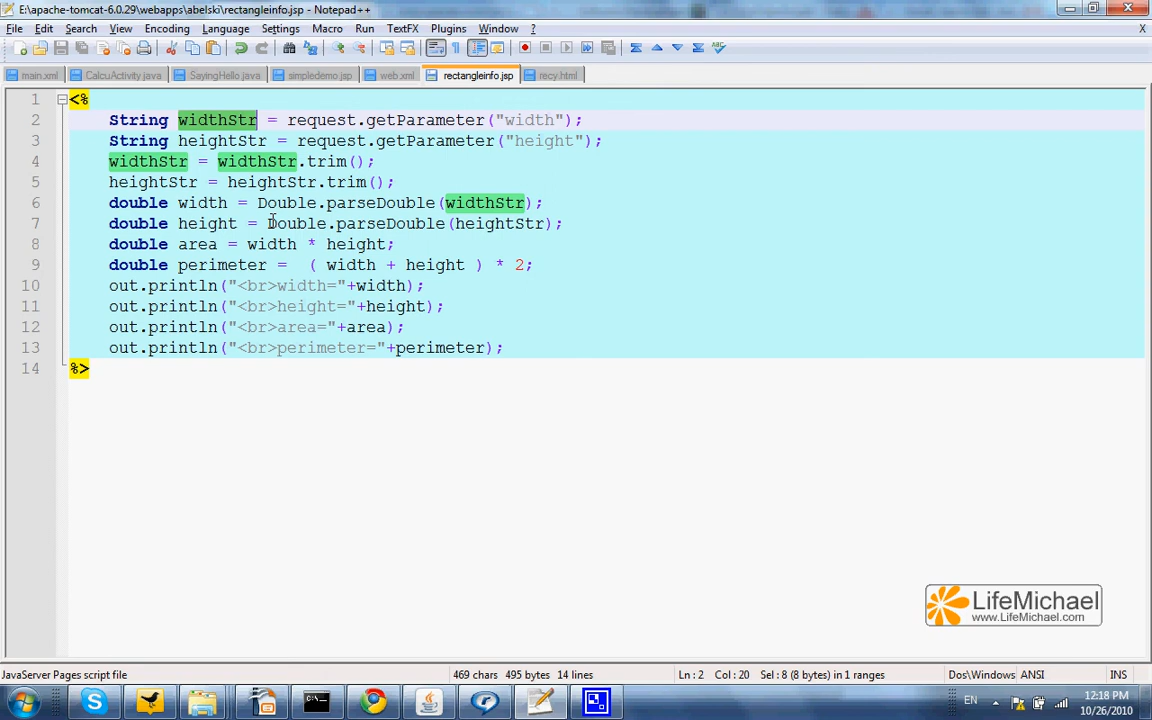 E:\apache-tomcat-6.0.29\webapps\abelski\rectangleinfo.jsp - Notepad++
File Edit Search View Encoding Language Settings Macro Run TextFX Plugins Window ? X
main.xml CalcuActivity.java SayingHello.java simpledemo.jsp web.xml rectangleinfo.jsp recy.html
1 <%
2 String widthStr = request.getParameter("width");
3 String heightStr = request.getParameter("height");
4 widthStr = widthStr.trim();
5 heightStr = heightStr.trim();
6 double width = Double.parseDouble(widthStr);
7 double height = Double.parseDouble(heightStr);
8 double area = width * height;
9 double perimeter =  ( width + height ) * 2;
10 out.println("<br>width="+width);
11 out.println("<br>height="+height);
12 out.println("<br>area="+area);
13 out.println("<br>perimeter="+perimeter);
14 %>
LifeMichael
www.LifeMichael.com
JavaServer Pages script file 469 chars 495 bytes 14 lines Ln : 2 Col : 20 Sel : 8 (8 bytes) in 1 ranges Dos\Windows ANSI INS
EN 12:18 PM
10/26/2010